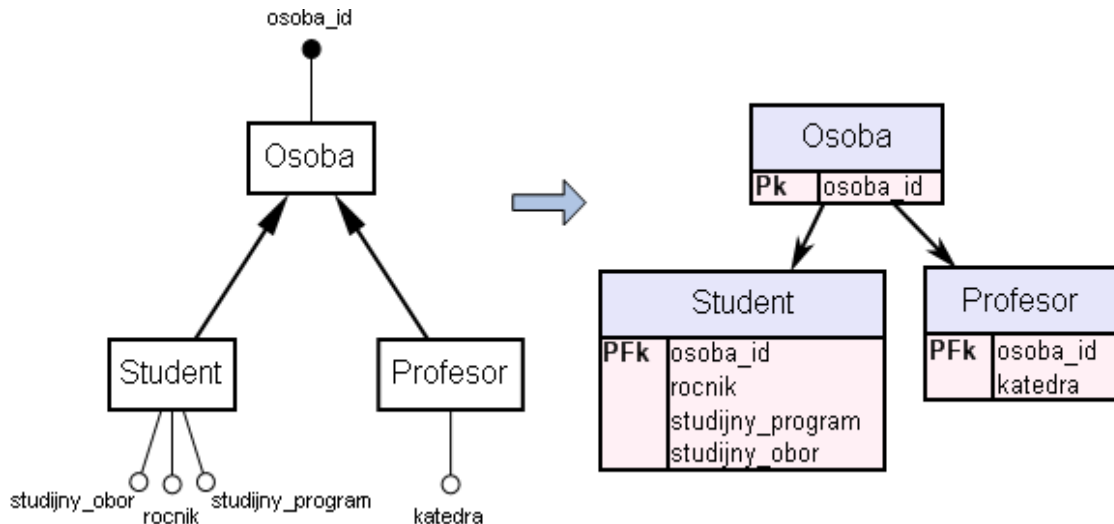 osoba_id
Osoba
Student
Profesor
studijny_obor
rocnik
studijny_program
katedra
Osoba
Pk osoba_id
Student
PFk osoba_id
rocnik
studijny_program
studijny_obor
Profesor
PFk osoba_id
katedra